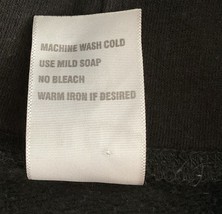 MACHINE WASH COLD
USE MILD SOAP
NO BLEACH
WARM IRON IF DESIRED